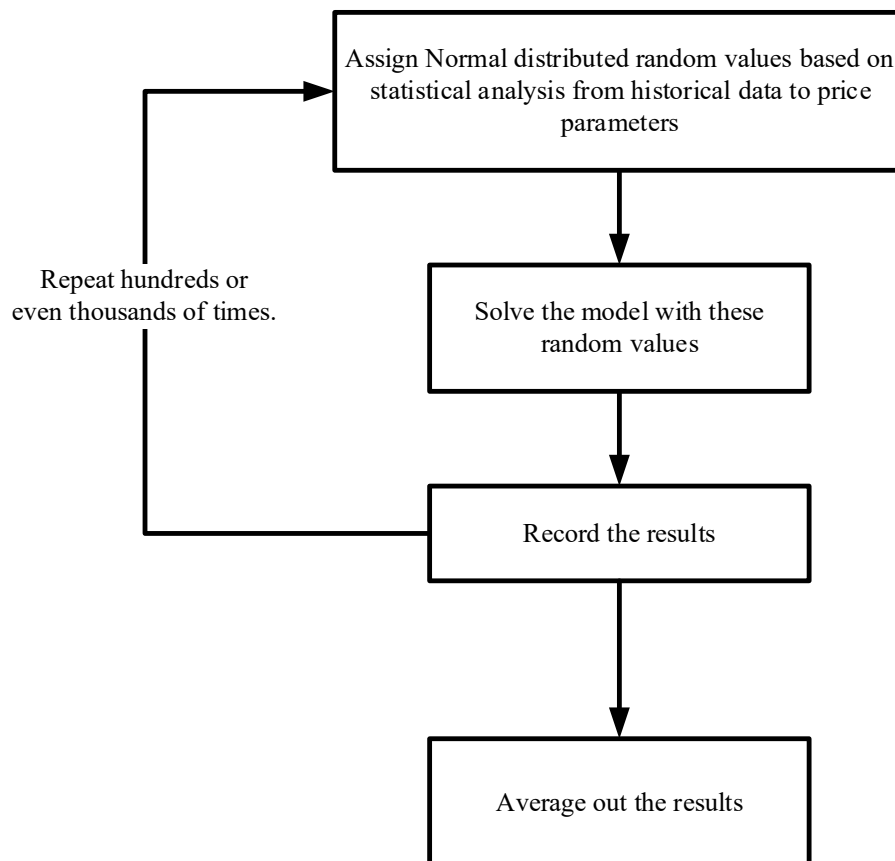 Assign Normal distributed random values based on
statistical analysis from historical data to price
parameters
Repeat hundreds or
even thousands of times.
Solve the model with these
random values
Record the results
Average out the results